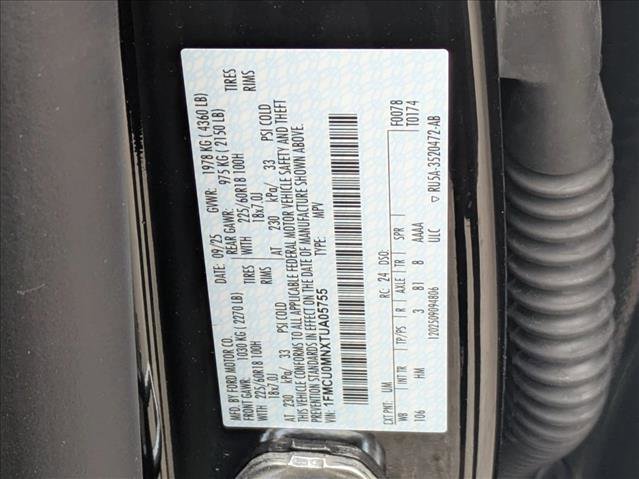 MFD. BY FORD MOTOR CO.
DATE: 09/25 GVWR: 1978 KG ( 4360 LB)
FRONT GAWR: 1030 KG ( 2270 LB) REAR GAWR: 975 KG ( 2150 LB)
WITH 225/60R18 100H TIRES WITH 225/60R18 100H TIRES
18x7.0J RIMS 18x7.0J RIMS
AT 230 kPa/ 33 PSI COLD AT 230 kPa/ 33 PSI COLD
THIS VEHICLE CONFORMS TO ALL APPLICABLE FEDERAL MOTOR VEHICLE SAFETY AND THEFT
PREVENTION STANDARDS IN EFFECT ON THE DATE OF MANUFACTURE SHOWN ABOVE.
VIN: 1FMCU0MNXTUA05755 TYPE: MPV
F0078
T0174
EXT PNT: UM RC: 24 DSO:
WB INT TR TP/PS R AXLE TR SPR
106 HM 3 B1 B AAAA
ULC
1202509094806 ▽ RU5A-3520472-AB